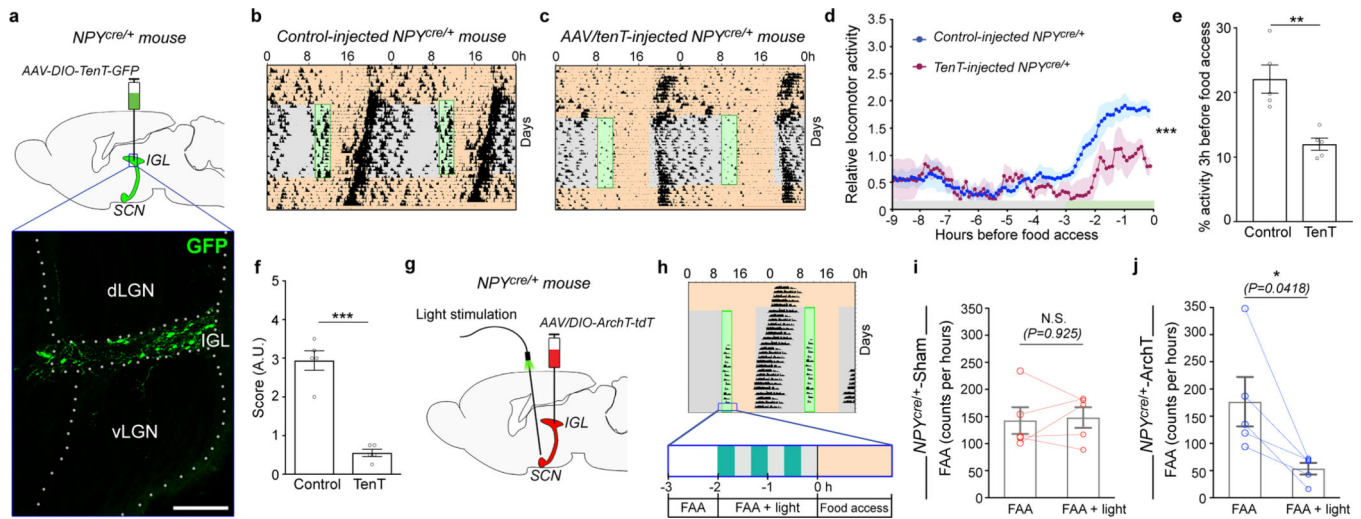 a
NPYcre/+ mouse
AAV-DIO-TenT-GFP
IGL
SCN
GFP
dLGN
IGL
vLGN
b
Control-injected NPYcre/+ mouse
0 8 16 0 8 16 0h
Days
c
AAV/tenT-injected NPYcre/+ mouse
0 8 16 0 8 16 0h
Days
d
Relative locomotor activity
3.5
3.0
2.5
2.0
1.5
1.0
0.5
0.0
Control-injected NPYcre/+
TenT-injected NPYcre/+
***
-9 -8 -7 -6 -5 -4 -3 -2 -1 0
Hours before food access
e
% activity 3h before food access
40
30
20
10
0
**
Control TenT
f
Score (A.U.)
5
4
3
2
1
0
***
Control TenT
g
NPYcre/+ mouse
Light stimulation
AAV/DIO-ArchT-tdT
IGL
SCN
h
0 8 16 0 8 16 0h
Days
-3 -2 -1 0 h
FAA FAA + light Food access
i
NPYcre/+-Sham
FAA (counts per hours)
350
300
250
200
150
100
50
0
N.S.
(P=0.925)
FAA FAA + light
j
NPYcre/+-ArchT
FAA (counts per hours)
350
300
250
200
150
100
50
0
*
(P=0.0418)
FAA FAA + light